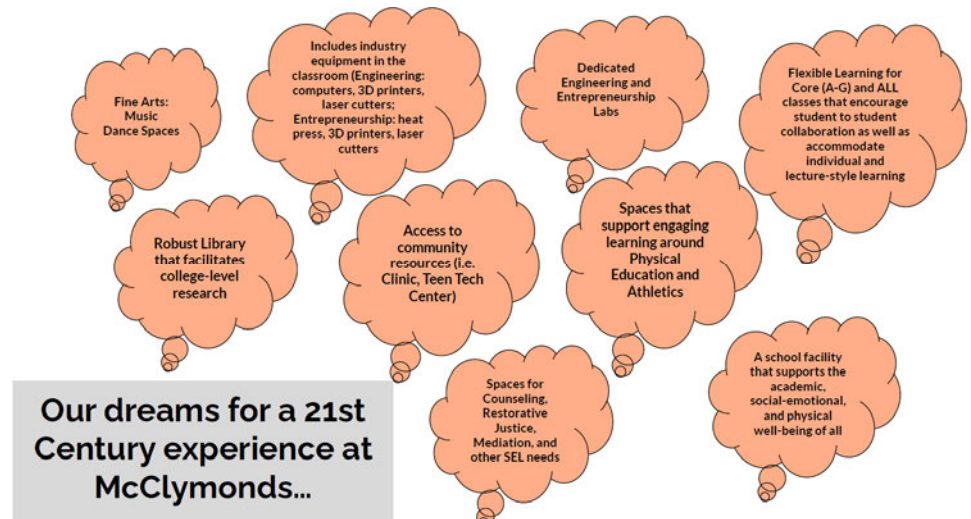 Fine Arts:
Music
Dance Spaces
Includes industry
equipment in the
classroom (Engineering:
computers, 3D printers,
laser cutters;
Entrepreneurship: heat
press, 3D printers, laser
cutters
Dedicated
Engineering and
Entrepreneurship
Labs
Flexible Learning for
Core (A-G) and ALL
classes that encourage
student to student
collaboration as well as
accommodate
individual and
lecture-style learning
Robust Library
that facilitates
college-level
research
Access to
community
resources (i.e.
Clinic, Teen Tech
Center)
Spaces that
support engaging
learning around
Physical
Education and
Athletics
Spaces for
Counseling,
Restorative
Justice,
Mediation, and
other SEL needs
A school facility
that supports the
academic,
social-emotional,
and physical
well-being of all
Our dreams for a 21st
Century experience at
McClymonds...